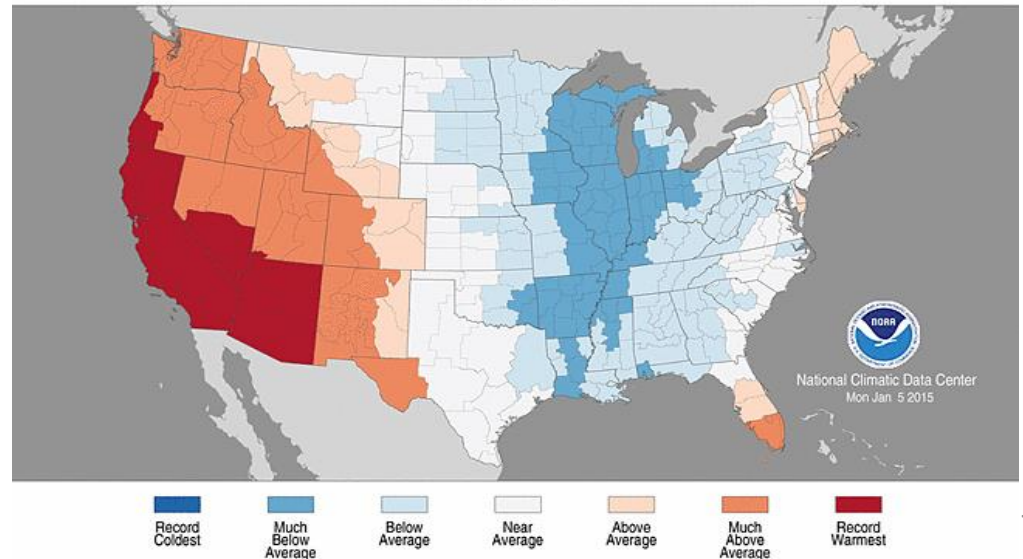 NOAA
National Climatic Data Center
Mon Jan 5 2015
Record
Coldest
Much
Below
Average
Below
Average
Near
Average
Above
Average
Much
Above
Average
Record
Warmest